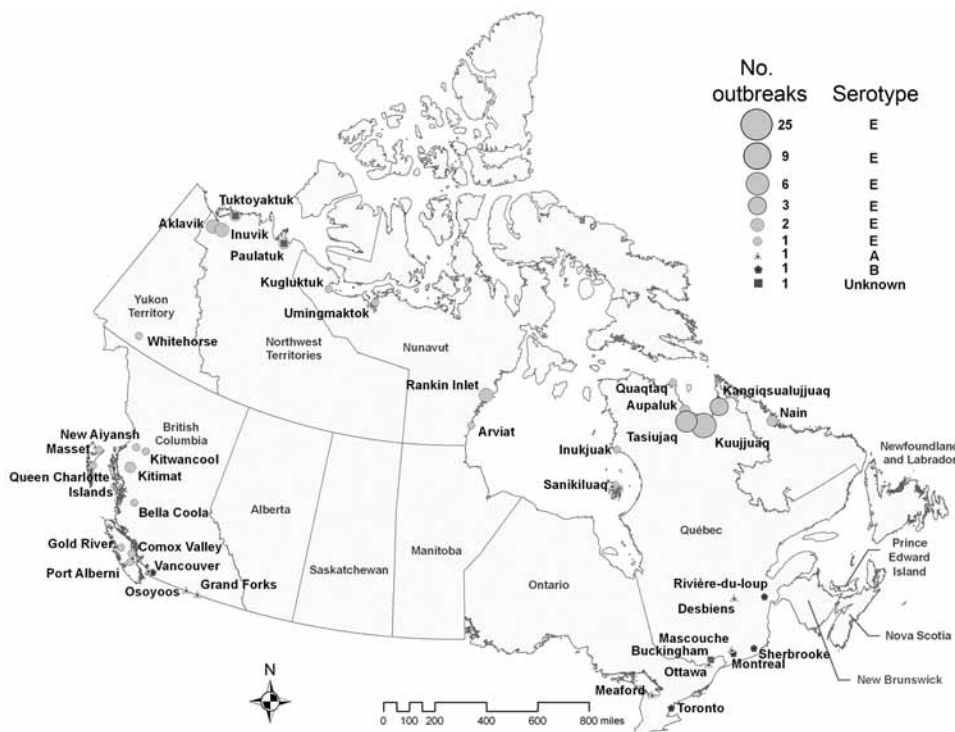 No.
outbreaks
Serotype
25 E
9 E
6 E
3 E
2 E
1 E
1 A
1 B
1 Unknown
Tuktoyaktuk
Aklavik
Inuvik
Paulatuk
Kugluktuk
Umingmaktok
Yukon
Territory
Whitehorse
Northwest
Territories
Nunavut
Rankin Inlet
Arviat
Quaqtaq
Kangiqsualujjuaq
Aupaluk
Nain
Tasiujaq
Kuujjuaq
Inukjuak
Sanikiluaq
Newfoundland
and Labrador
New Aiyansh
British
Columbia
Masset
Kitwancool
Queen Charlotte
Islands
Kitimat
Bella Coola
Alberta
Saskatchewan
Manitoba
Ontario
Québec
Prince
Edward
Island
Gold River
Comox Valley
Port Alberni
Vancouver
Osoyoos
Grand Forks
Rivière-du-loup
Desbiens
Nova Scotia
New Brunswick
Mascouche
Buckingham
Sherbrooke
Montreal
Ottawa
Meaford
Toronto
N
0 100 200 400 600 800 miles